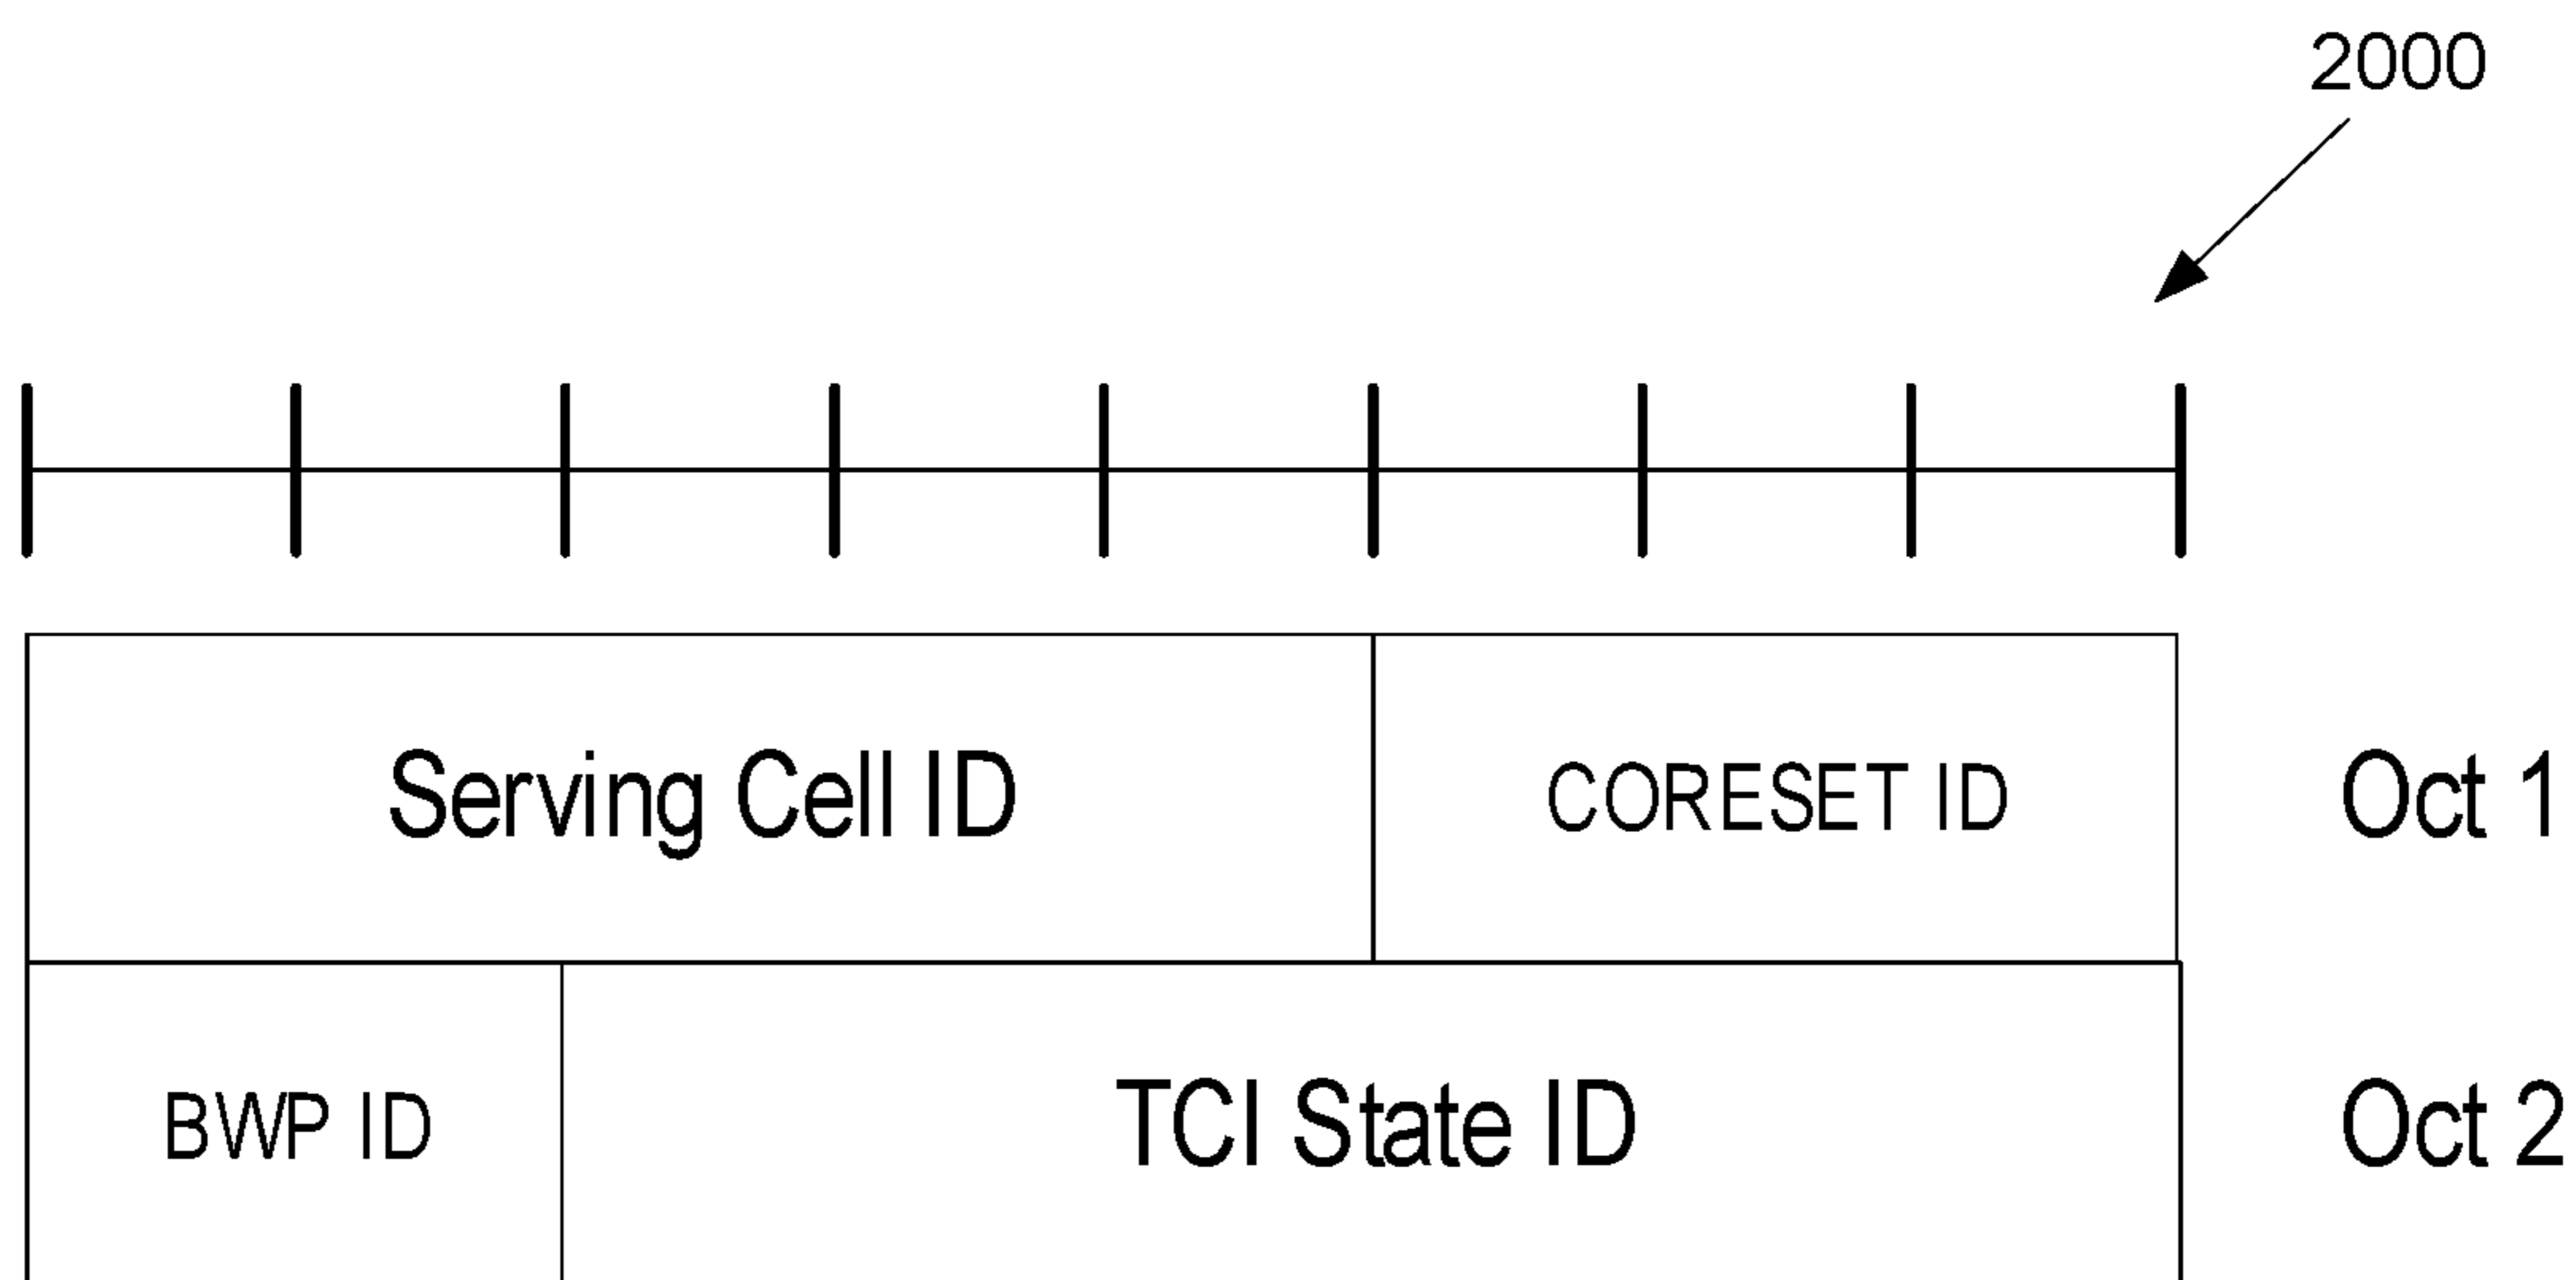 2000
Serving Cell ID
CORESET ID
Oct 1
BWP ID
TCI State ID
Oct 2